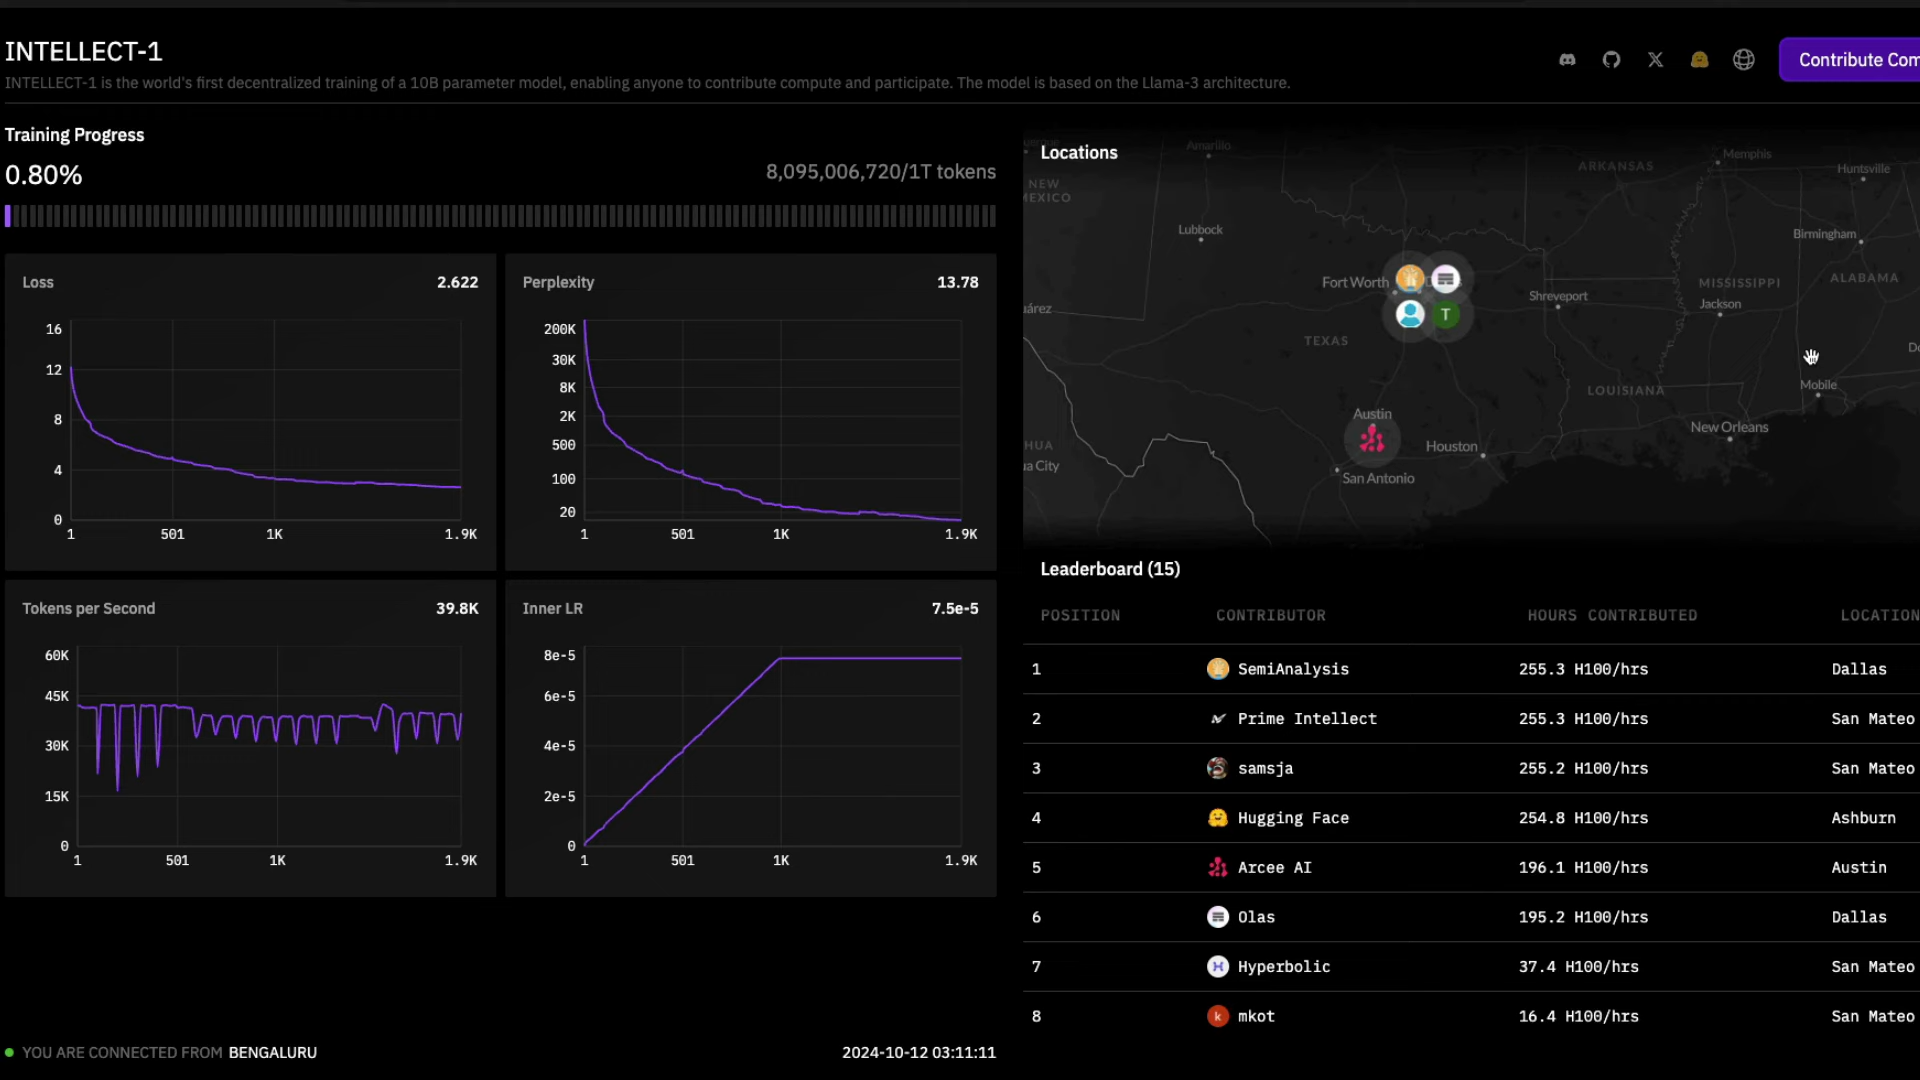 INTELLECT-1
INTELLECT-1 is the world's first decentralized training of a 10B parameter model, enabling anyone to contribute compute and participate. The model is based on the Llama-3 architecture.
Contribute Com
Training Progress
0.80%
8,095,006,720/1T tokens
Loss
2.622
16
12
8
4
0
1
501
1K
1.9K
Perplexity
13.78
200K
30K
8K
2K
500
100
20
1
501
1K
1.9K
Tokens per Second
39.8K
60K
45K
30K
15K
0
1
501
1K
1.9K
Inner LR
7.5e-5
8e-5
6e-5
4e-5
2e-5
0
1
501
1K
1.9K
YOU ARE CONNECTED FROM BENGALURU
2024-10-12 03:11:11
Locations
Amarillo
ARKANSAS
Memphis
Huntsville
NEW
MEXICO
Lubbock
Birmingham
Fort Worth
T
Shreveport
MISSISSIPPI
ALABAMA
Jackson
uárez
TEXAS
LOUISIANA
Mobile
Austin
New Orleans
HUA
Houston
ua City
San Antonio
Leaderboard (15)
POSITION CONTRIBUTOR HOURS CONTRIBUTED LOCATION
1 SemiAnalysis 255.3 H100/hrs Dallas
2 Prime Intellect 255.3 H100/hrs San Mateo
3 samsja 255.2 H100/hrs San Mateo
4 Hugging Face 254.8 H100/hrs Ashburn
5 Arcee AI 196.1 H100/hrs Austin
6 Olas 195.2 H100/hrs Dallas
7 Hyperbolic 37.4 H100/hrs San Mateo
8 k mkot 16.4 H100/hrs San Mateo